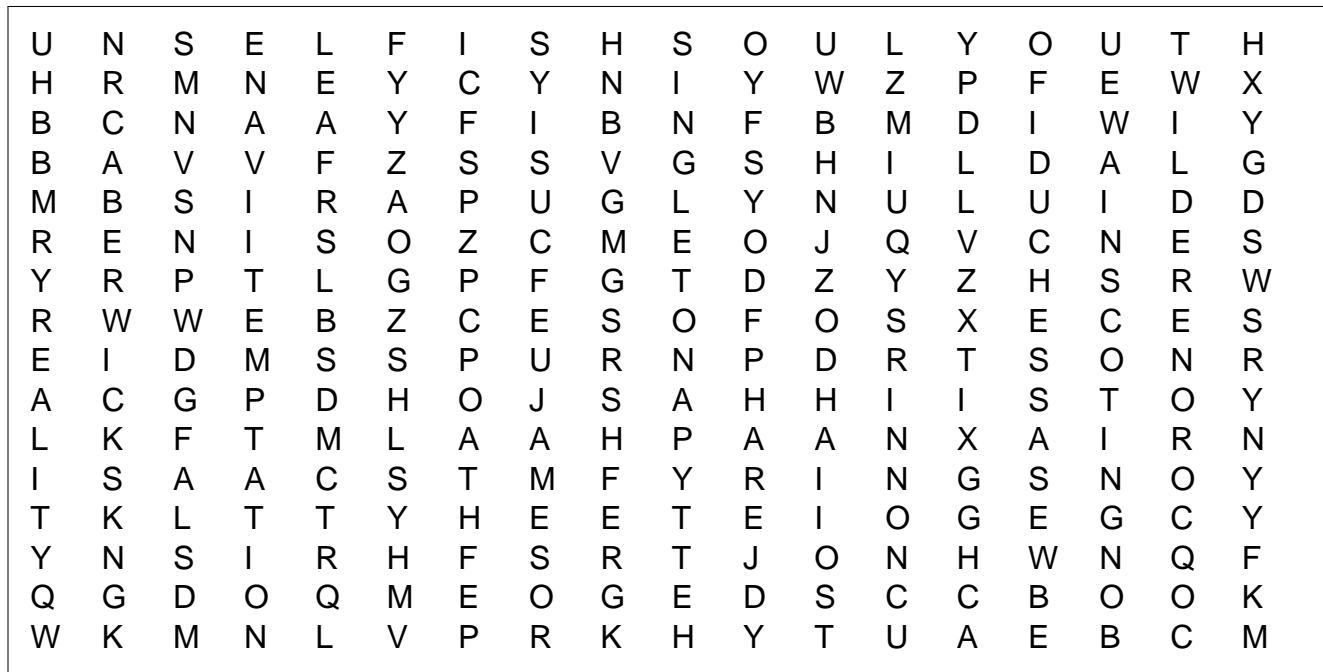 U N S E L F I S H S O U L Y O U T H
H R M N E Y C Y N I Y W Z P F E W X
B C N A A Y F I B N F B M D I W I Y
B A V V F Z S S V G S H I L D A L G
M B S I R A P U G L Y N U L U I D D
R E N I S O Z C M E O J Q V C N E S
Y R P T L G P F G T D Z Y Z H S R W
R W W E B Z C E S O F O S X E C E S
E I D M S S P U R N P D R T S O N R
A C G P D H O J S A H H I I S T O Y
L K F T M L A A H P A A N X A I R N
I S A A C S T M F Y R I N G S N O Y
T K L T T Y H E E T E I O G E G C Y
Y N S I R H F S R T J O N H W N Q F
Q G D O Q M E O G E D S C C B O O K
W K M N L V P R K H Y T U A E B C M